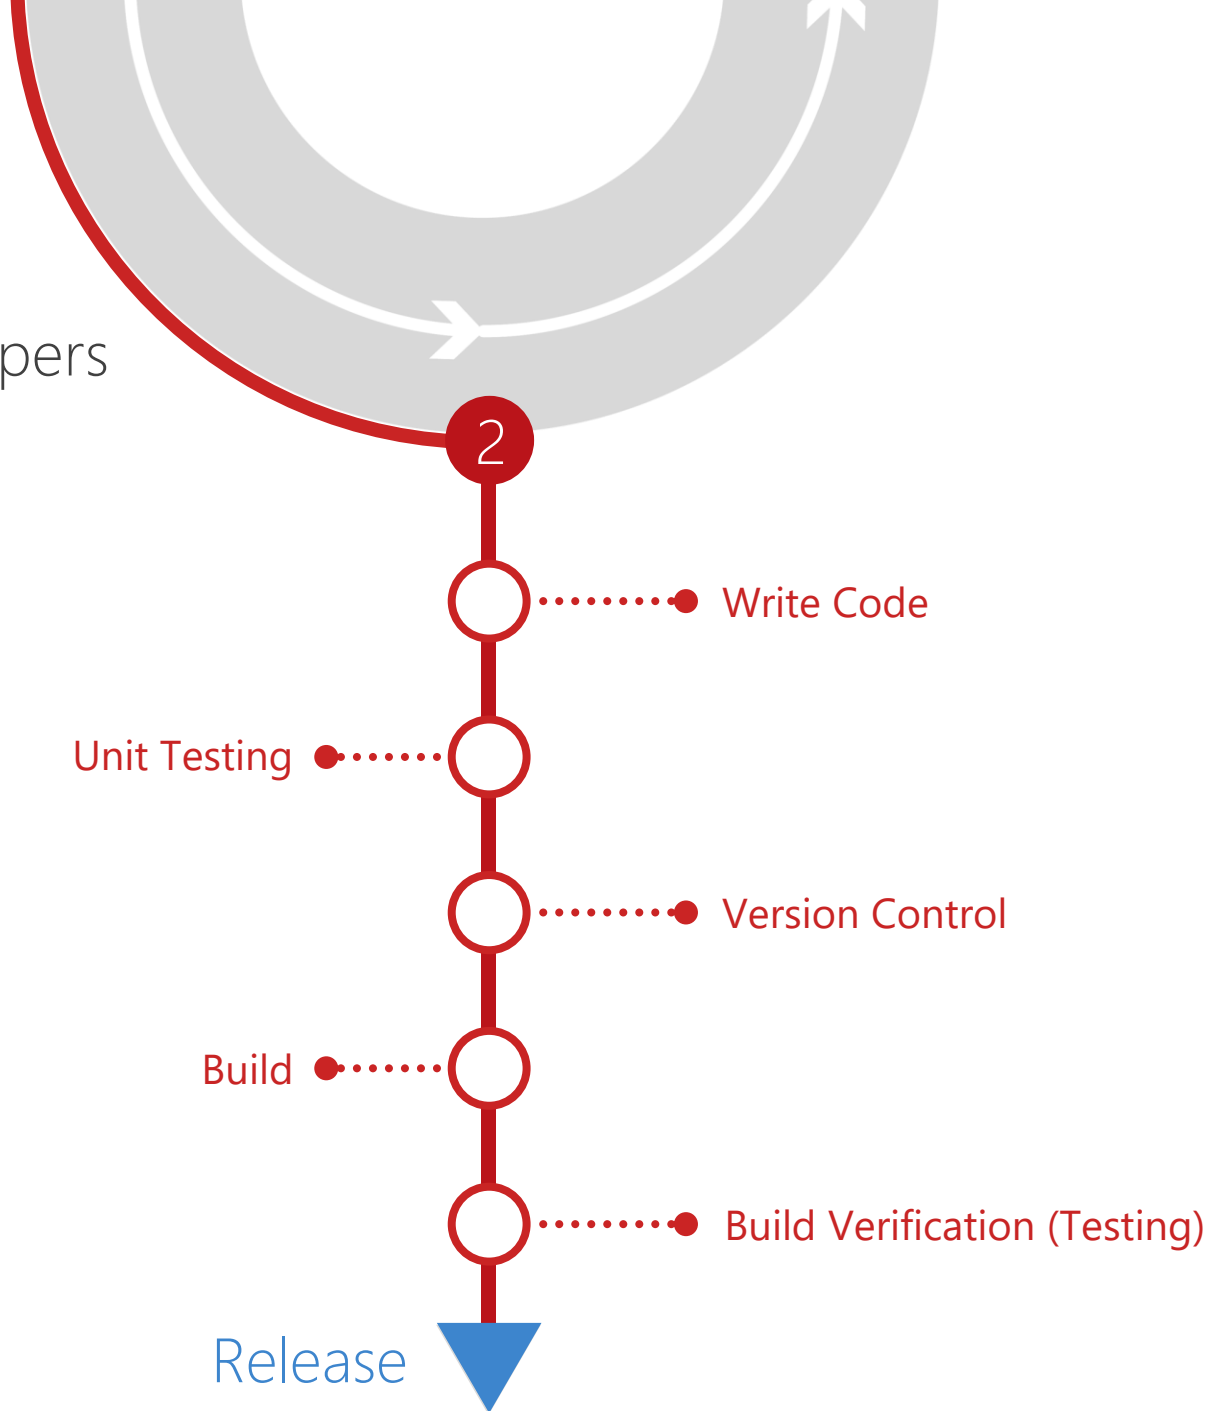 pers
2
Write Code
Unit Testing
Version Control
Build
Build Verification (Testing)
Release